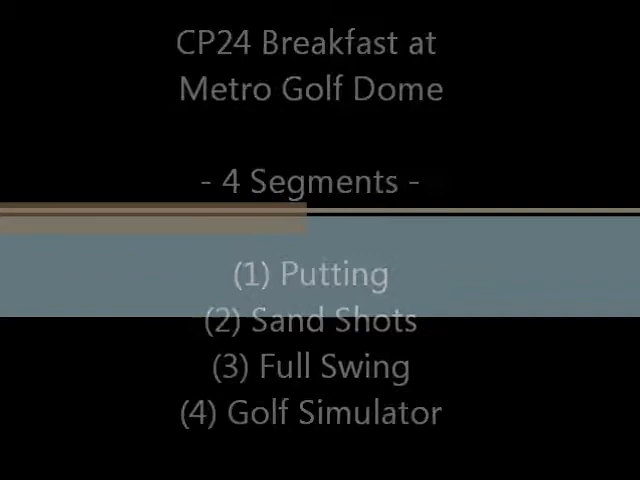 CP24 Breakfast at
Metro Golf Dome
- 4 Segments -
(1) Putting
(2) Sand Shots
(3) Full Swing
(4) Golf Simulator